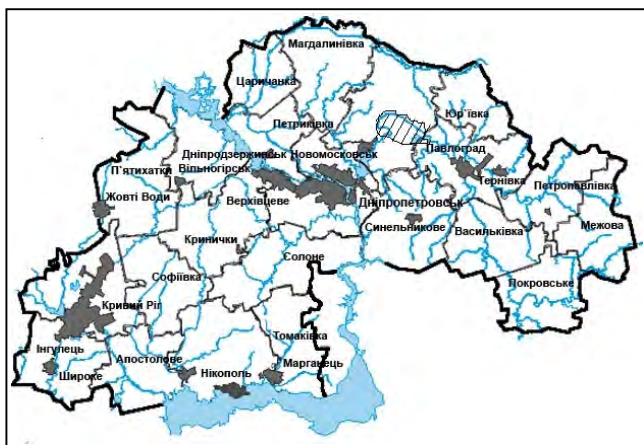 Магдалинівка
Царичанка
Юр`ївка
Петриківка
Павлоград
Дніпродзержинськ Новомосковськ
П`ятихатки
Вільногірськ
Тернівка
Петропавлівка
Жовті Води
Верхівцеве
Дніпропетровськ
Межова
Кринички
Синельникове
Васильківка
Солоне
Софіївка
Покровське
Кривий Ріг
Томаківка
Інгулець
Апостолове
Марганець
Широке
Нікополь